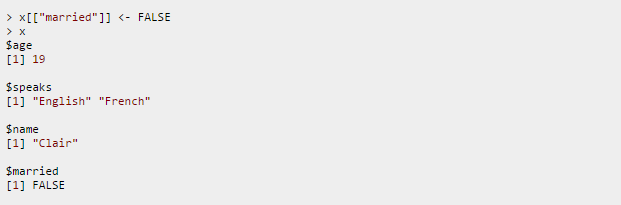 > x[["married"]] <- FALSE
> x
$age
[1] 19
$speaks
[1] "English" "French"
$name
[1] "Clair"
$married
[1] FALSE